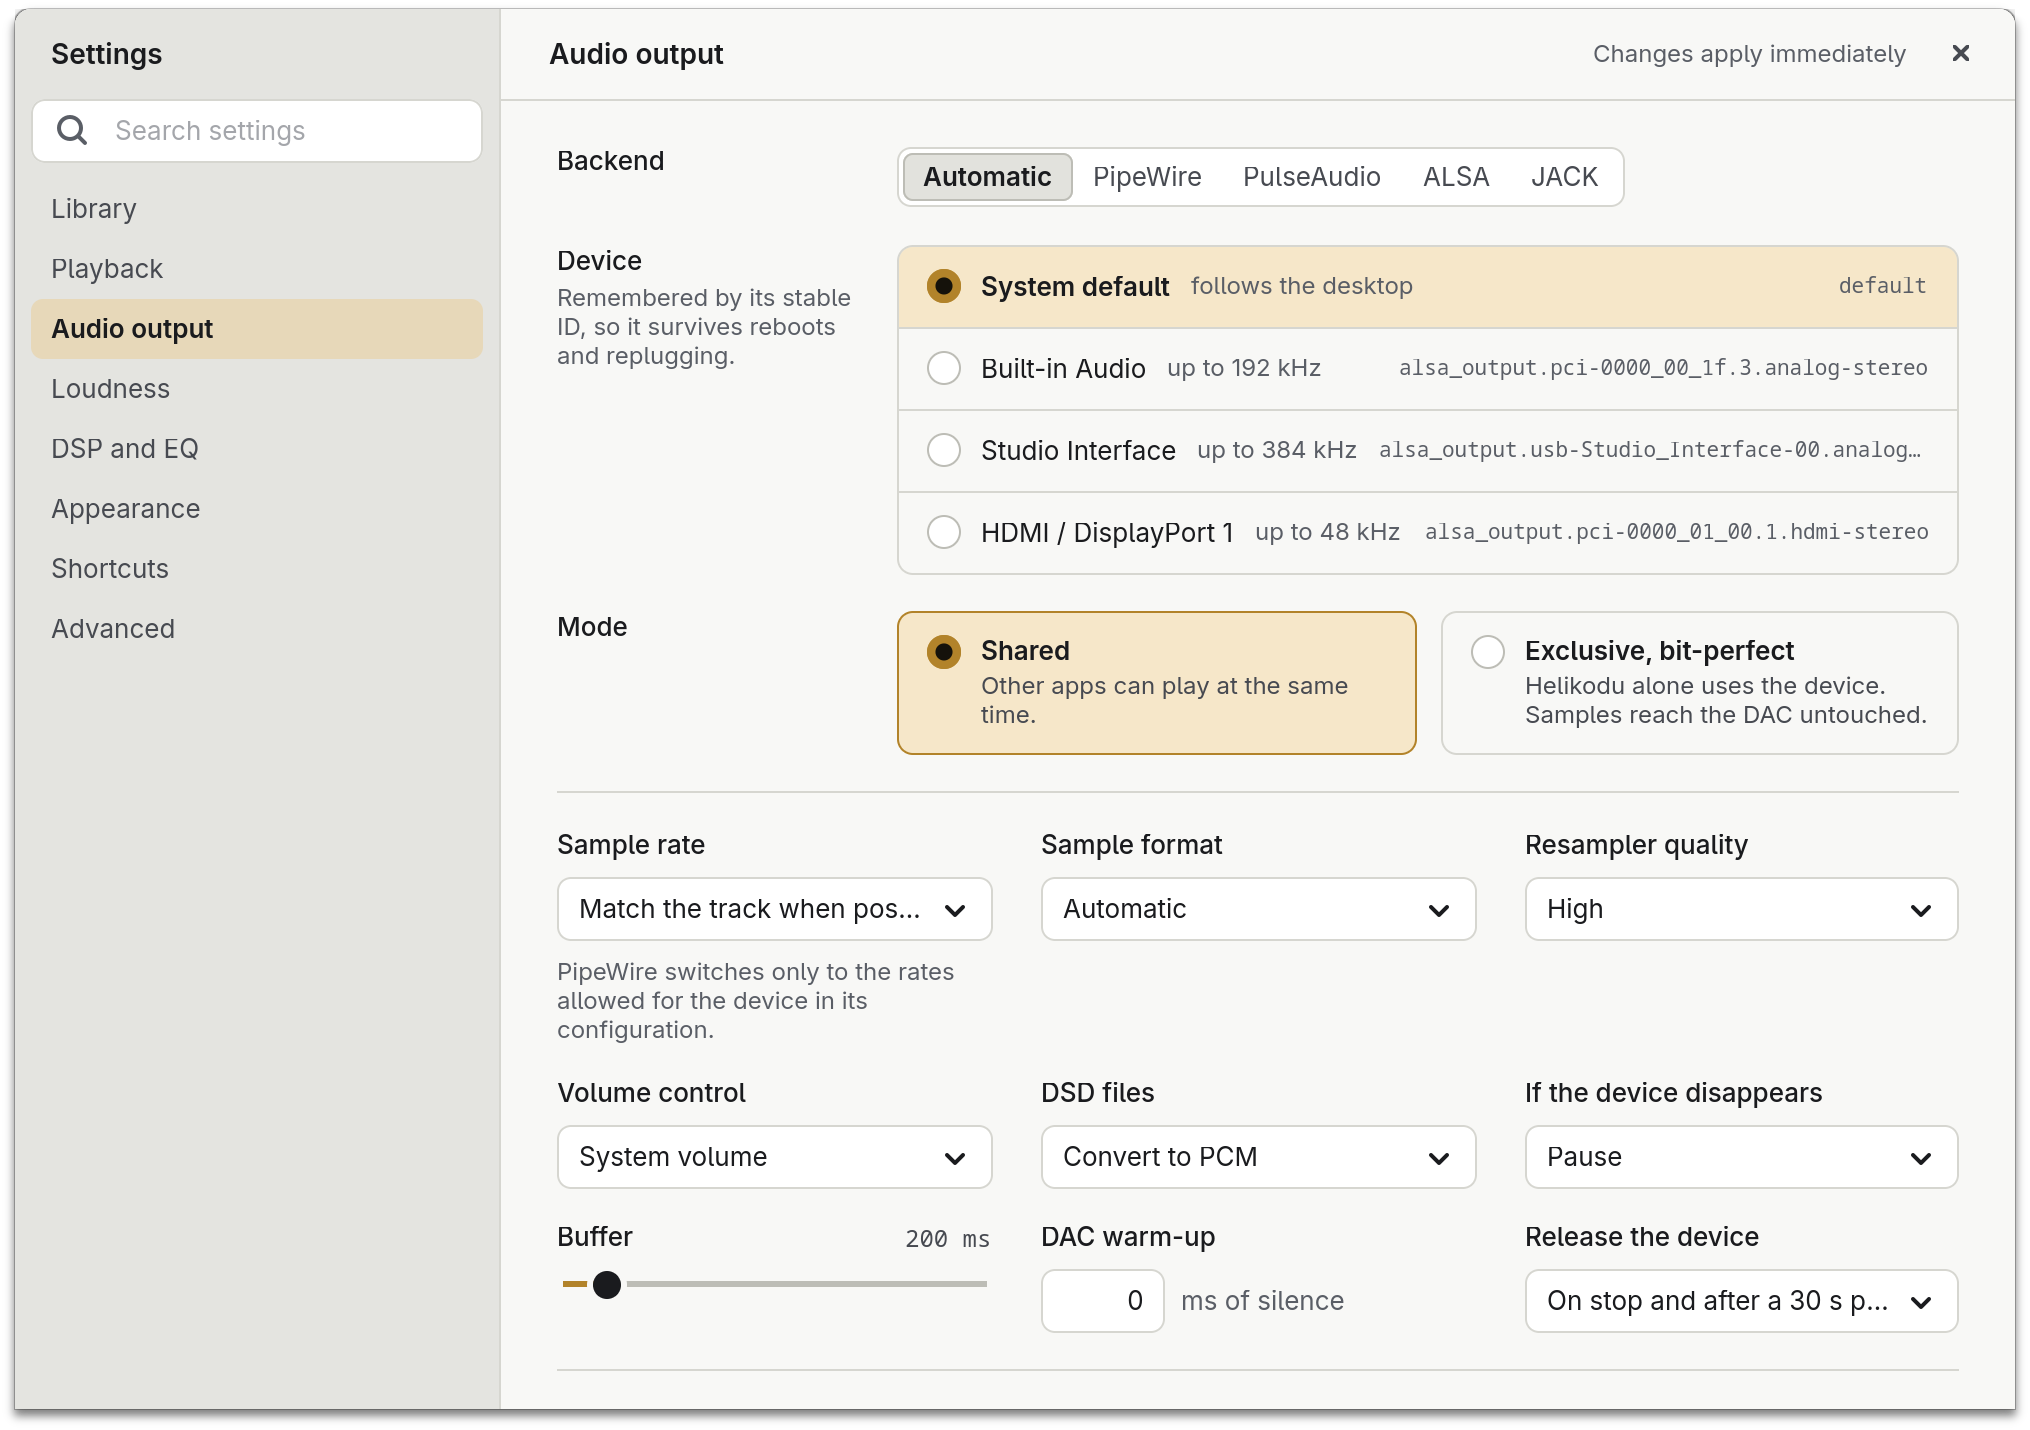 Settings
Search settings
Library
Playback
Audio output
Loudness
DSP and EQ
Appearance
Shortcuts
Advanced
Audio output
Changes apply immediately
Backend
Automatic PipeWire PulseAudio ALSA JACK
Device
Remembered by its stable
ID, so it survives reboots
and replugging.
System default follows the desktop default
Built-in Audio up to 192 kHz alsa_output.pci-0000_00_1f.3.analog-stereo
Studio Interface up to 384 kHz alsa_output.usb-Studio_Interface-00.analog…
HDMI / DisplayPort 1 up to 48 kHz alsa_output.pci-0000_01_00.1.hdmi-stereo
Mode
Shared
Other apps can play at the same
time.
Exclusive, bit-perfect
Helikodu alone uses the device.
Samples reach the DAC untouched.
Sample rate
Match the track when pos...
PipeWire switches only to the rates
allowed for the device in its
configuration.
Sample format
Automatic
Resampler quality
High
Volume control
System volume
DSD files
Convert to PCM
If the device disappears
Pause
Buffer 200 ms
DAC warm-up
0 ms of silence
Release the device
On stop and after a 30 s p...